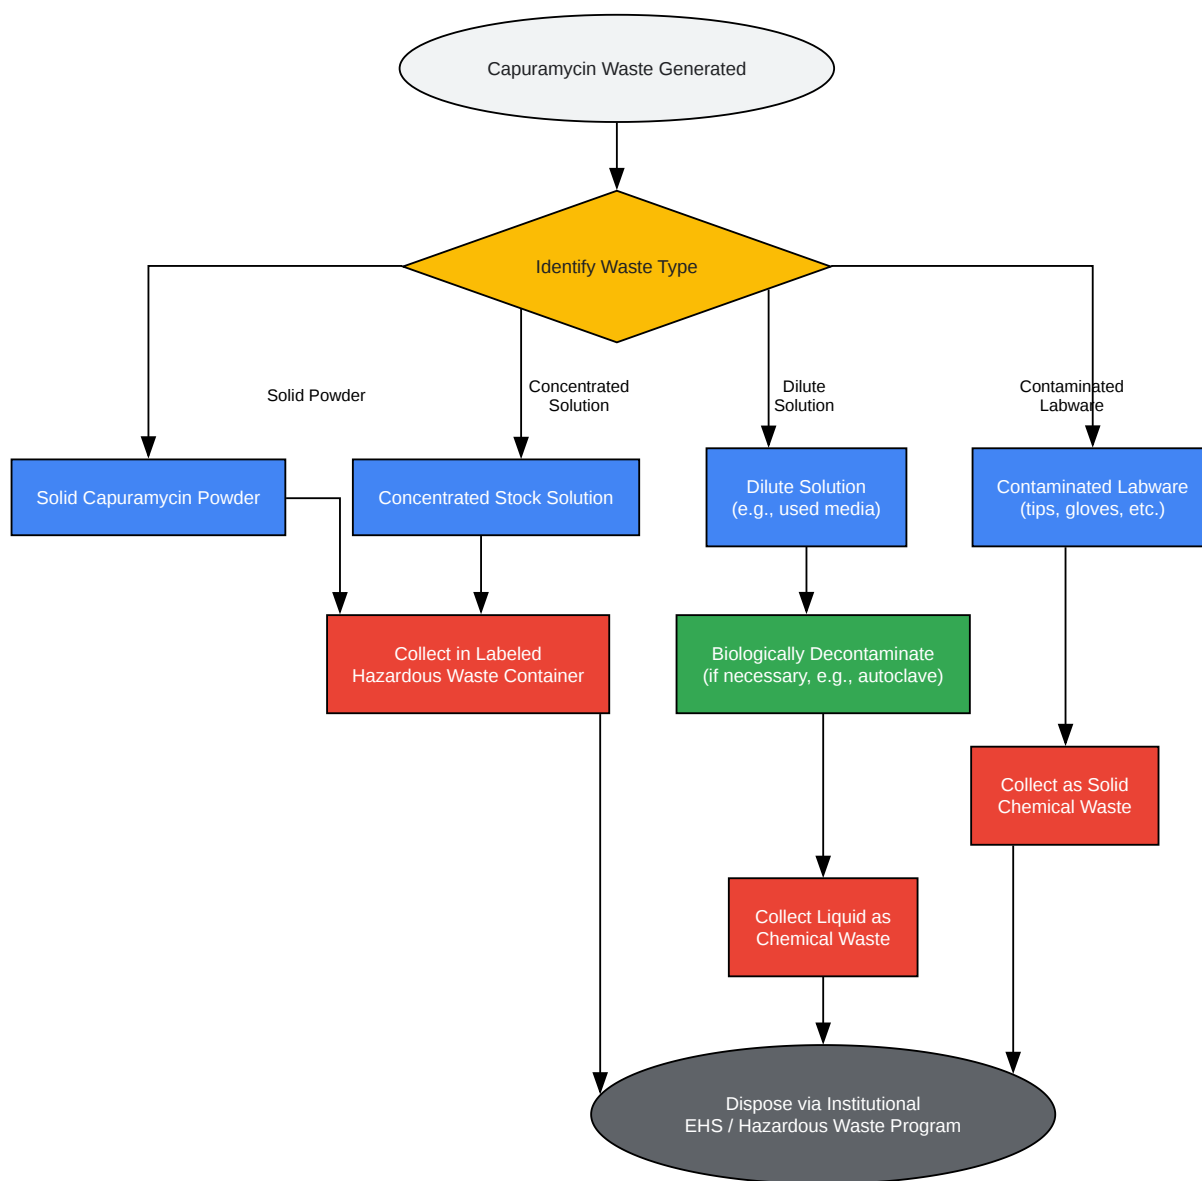 Capuramycin Waste Generated
Identify Waste Type
Solid Powder
Concentrated
Solution
Dilute
Solution
Contaminated
Labware
Solid Capuramycin Powder
Concentrated Stock Solution
Dilute Solution
(e.g., used media)
Contaminated Labware
(tips, gloves, etc.)
Collect in Labeled
Hazardous Waste Container
Biologically Decontaminate
(if necessary, e.g., autoclave)
Collect as Solid
Chemical Waste
Collect Liquid as
Chemical Waste
Dispose via Institutional
EHS / Hazardous Waste Program